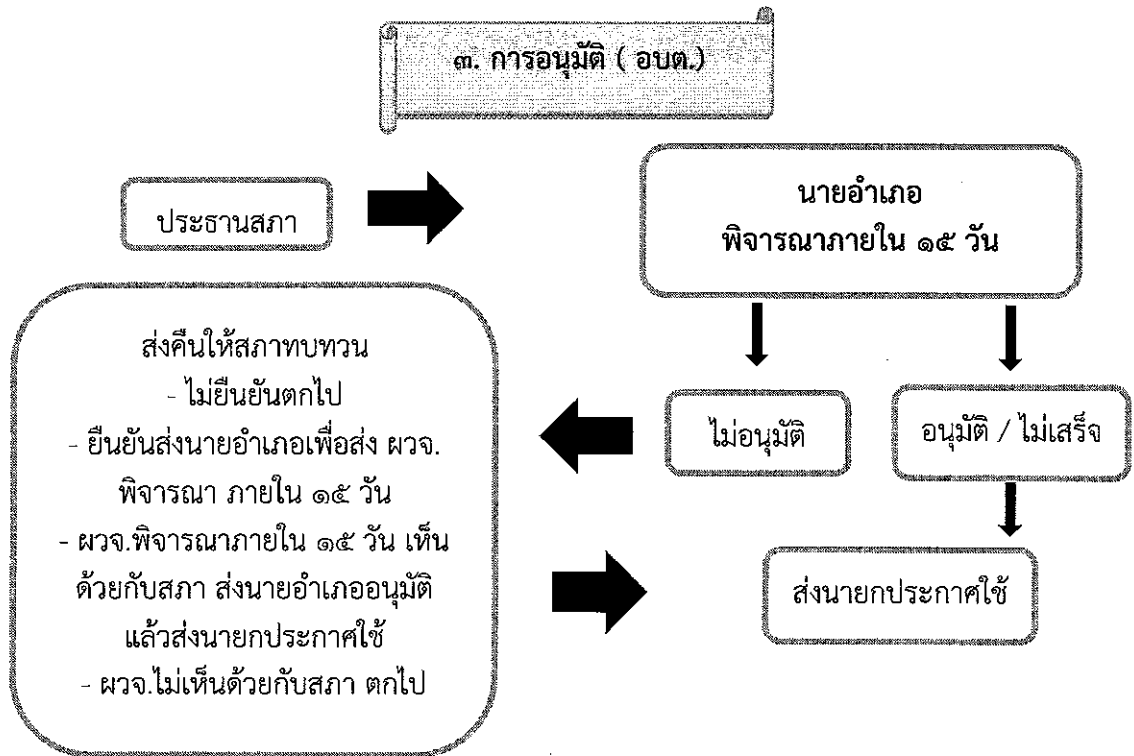 ๓. การอนุมัติ ( อบต.)
ประธานสภา
นายอำเภอ
พิจารณาภายใน ๑๕ วัน
ส่งคืนให้สภาทบทวน
- ไม่ยืนยันตกไป
- ยืนยันส่งนายอำเภอเพื่อส่ง ผวจ.
พิจารณา ภายใน ๑๕ วัน
- ผวจ.พิจารณาภายใน ๑๕ วัน เห็น
ด้วยกับสภา ส่งนายอำเภออนุมัติ
แล้วส่งนายกประกาศใช้
- ผวจ.ไม่เห็นด้วยกับสภา ตกไป
ไม่อนุมัติ
อนุมัติ / ไม่เสร็จ
ส่งนายกประกาศใช้